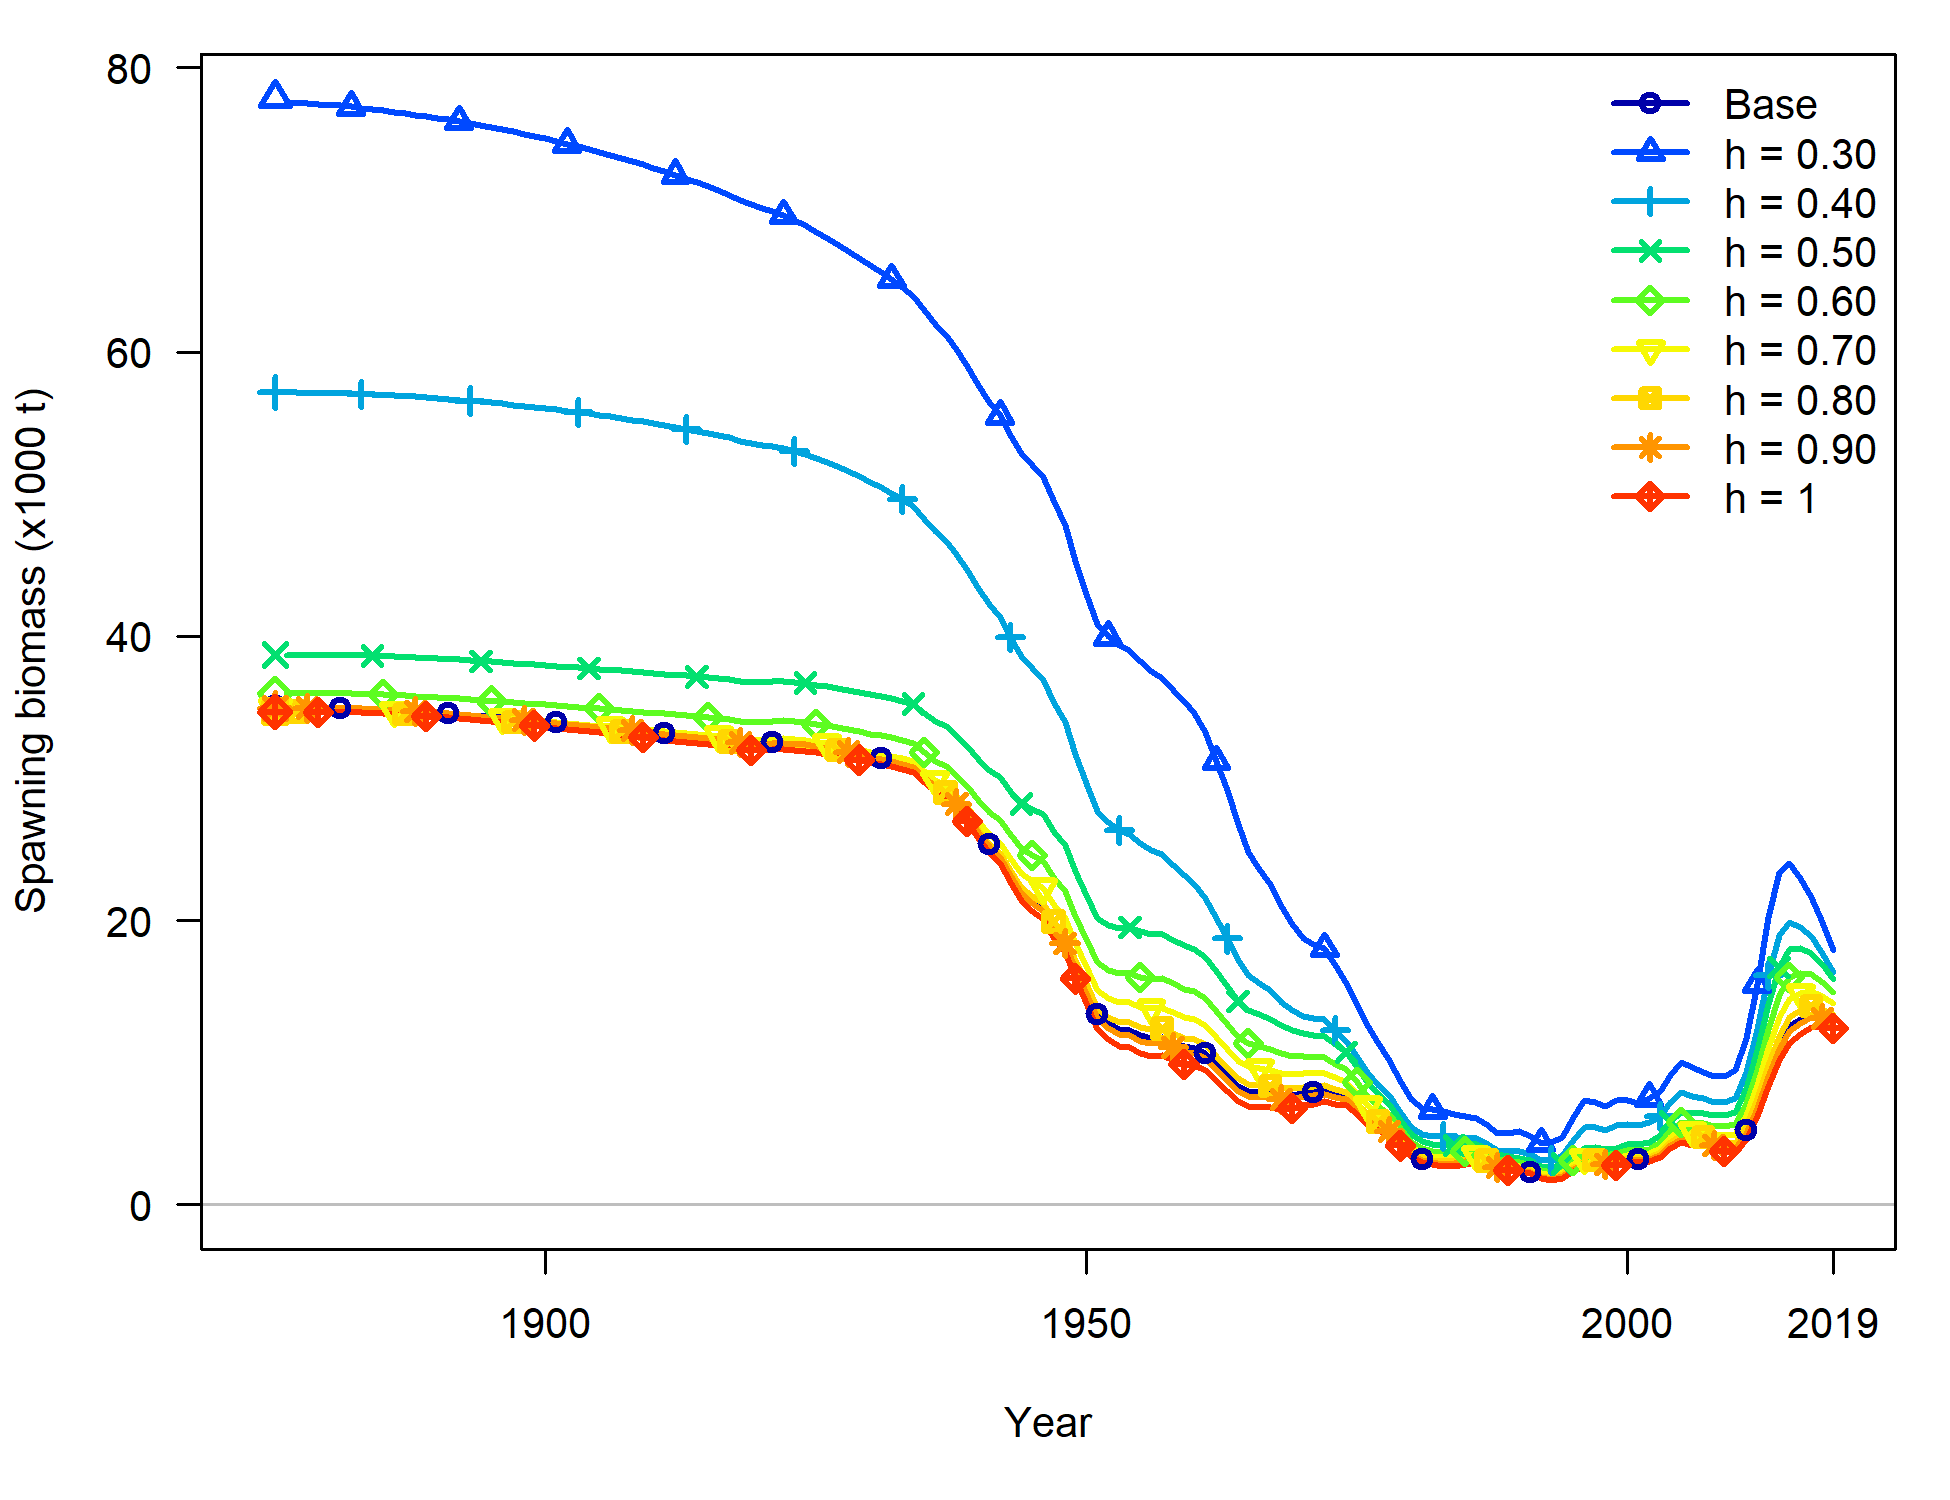 80
60
40
20
0
Spawning biomass (x1000 t)
Base
h = 0.30
h = 0.40
h = 0.50
h = 0.60
h = 0.70
h = 0.80
h = 0.90
h = 1
1900
1950
2000
2019
Year